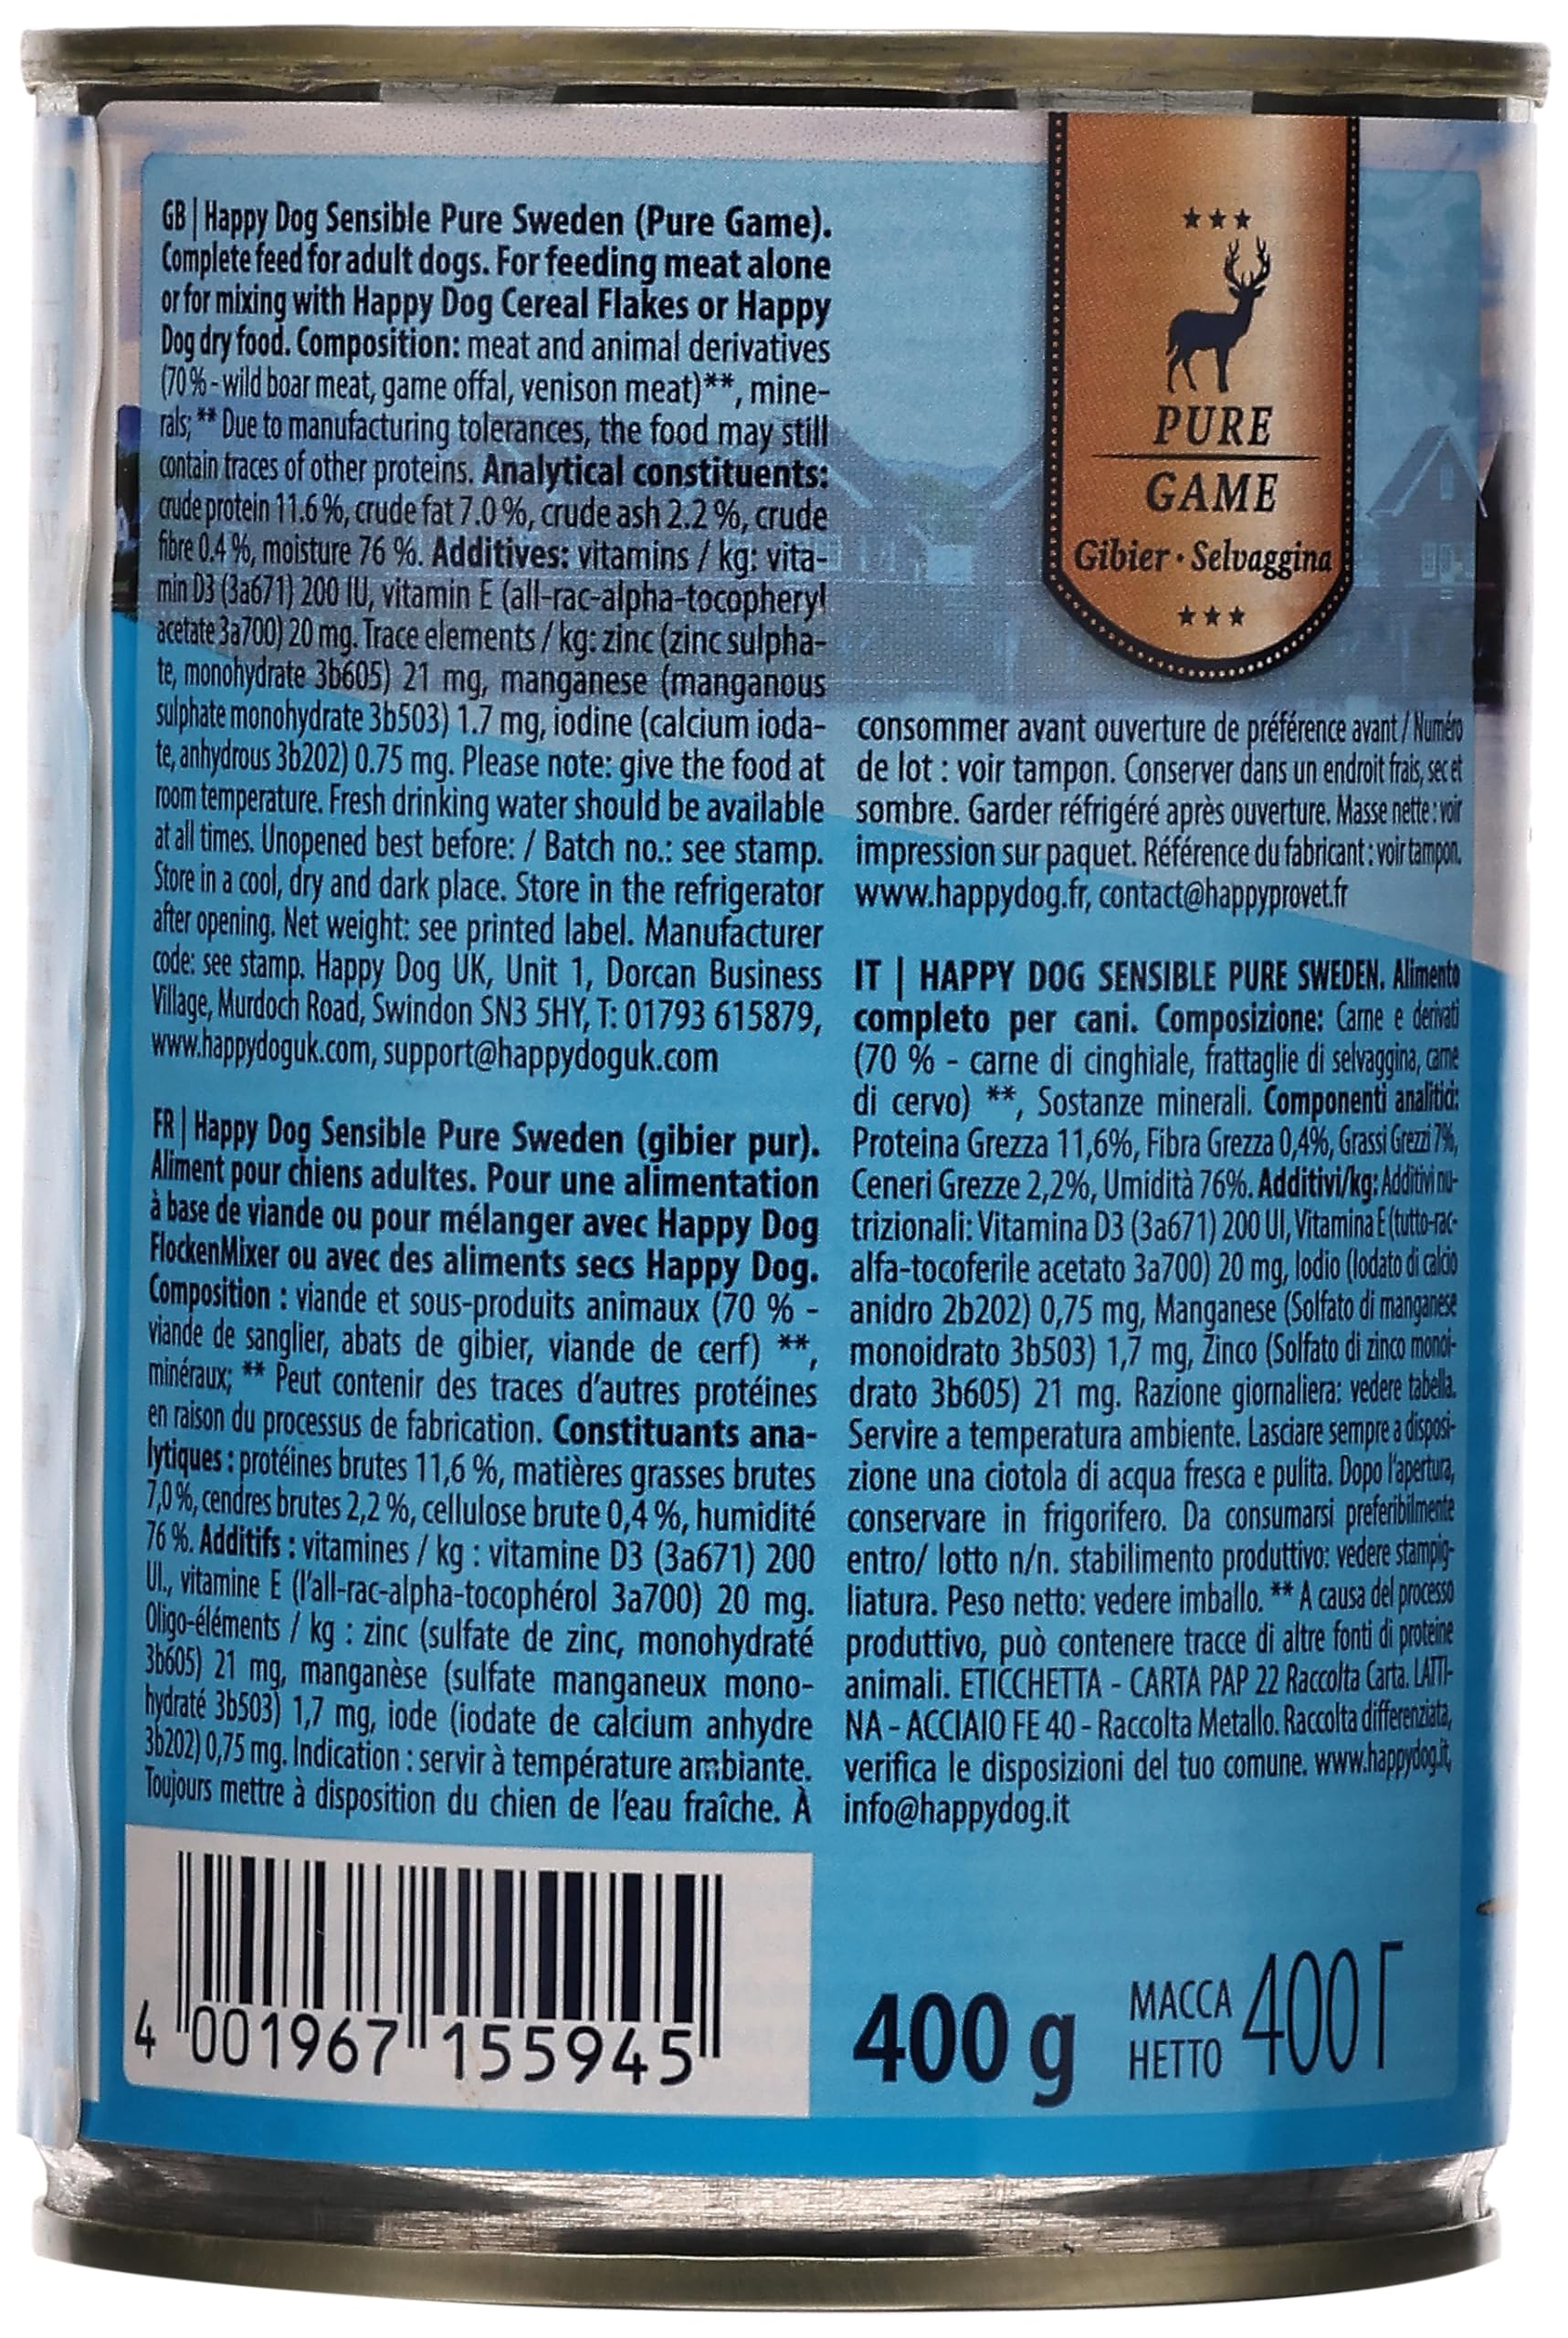 GB | Happy Dog Sensible Pure Sweden (Pure Game).
Complete feed for adult dogs. For feeding meat alone
or for mixing with Happy Dog Cereal Flakes or Happy
Dog dry food. Composition: meat and animal derivatives
(70 % - wild boar meat, game offal, venison meat)**, mine-
rals; ** Due to manufacturing tolerances, the food may still
contain traces of other proteins. Analytical constituents:
crude protein 11.6 %, crude fat 7.0 %, crude ash 2.2 %, crude
fibre 0.4 %, moisture 76 %. Additives: vitamins / kg: vita-
min D3 (3a671) 200 IU, vitamin E (all-rac-alpha-tocopheryl
acetate 3a700) 20 mg. Trace elements / kg: zinc (zinc sulpha-
te, monohydrate 3b605) 21 mg, manganese (manganous
sulphate monohydrate 3b503) 1.7 mg, iodine (calcium ioda-
te, anhydrous 3b202) 0.75 mg. Please note: give the food at
room temperature. Fresh drinking water should be available
at all times. Unopened best before: / Batch no.: see stamp.
Store in a cool, dry and dark place. Store in the refrigerator
after opening. Net weight: see printed label. Manufacturer
code: see stamp. Happy Dog UK, Unit 1, Dorcan Business
Village, Murdoch Road, Swindon SN3 5HY, T: 01793 615879,
www.happydoguk.com, support@happydoguk.com
FR | Happy Dog Sensible Pure Sweden (gibier pur).
Aliment pour chiens adultes. Pour une alimentation
à base de viande ou pour mélanger avec Happy Dog
FlockenMixer ou avec des aliments secs Happy Dog.
Composition : viande et sous-produits animaux (70 % -
viande de sanglier, abats de gibier, viande de cerf) **,
minéraux; ** Peut contenir des traces d'autres protéines
en raison du processus de fabrication. Constituants ana-
lytiques : protéines brutes 11,6 %, matières grasses brutes
7,0 %, cendres brutes 2,2 %, cellulose brute 0,4 %, humidité
76 %. Additifs : vitamines / kg : vitamine D3 (3a671) 200
UI., vitamine E (l'all-rac-alpha-tocophérol 3a700) 20 mg.
Oligo-éléments / kg : zinc (sulfate de zinc, monohydraté
3b605) 21 mg, manganèse (sulfate manganeux mono-
hydraté 3b503) 1,7 mg, iode (iodate de calcium anhydre
3b202) 0,75 mg. Indication : servir à température ambiante.
Toujours mettre à disposition du chien de l'eau fraîche. À
PURE
GAME
Gibier · Selvaggina
consommer avant ouverture de préférence avant / Numéro
de lot : voir tampon. Conserver dans un endroit frais, sec et
sombre. Garder réfrigéré après ouverture. Masse nette : voir
impression sur paquet. Référence du fabricant : voir tampon.
www.happydog.fr, contact@happyprovet.fr
IT | HAPPY DOG SENSIBLE PURE SWEDEN. Alimento
completo per cani. Composizione: Carne e derivati
(70 % - carne di cinghiale, frattaglie di selvaggina, carne
di cervo) **, Sostanze minerali. Componenti analitici:
Proteina Grezza 11,6%, Fibra Grezza 0,4%, Grassi Grezzi 7%,
Ceneri Grezze 2,2%, Umidità 76%. Additivi/kg: Additivi nu-
trizionali: Vitamina D3 (3a671) 200 UI, Vitamina E (tutto-rac-
alfa-tocoferile acetato 3a700) 20 mg, Iodio (Iodato di calcio
anidro 2b202) 0,75 mg, Manganese (Solfato di manganese
monoidrato 3b503) 1,7 mg, Zinco (Solfato di zinco monoi-
drato 3b605) 21 mg. Razione giornaliera: vedere tabella.
Servire a temperatura ambiente. Lasciare sempre a disposi-
zione una ciotola di acqua fresca e pulita. Dopo l'apertura,
conservare in frigorifero. Da consumarsi preferibilmente
entro/ lotto n/n. stabilimento produttivo: vedere stampig-
liatura. Peso netto: vedere imballo. ** A causa del processo
produttivo, può contenere tracce di altre fonti di proteine
animali. ETICCHETTA - CARTA PAP 22 Raccolta Carta. LATTI-
NA - ACCIAIO FE 40 - Raccolta Metallo. Raccolta differenziata,
verifica le disposizioni del tuo comune. www.happydog.it,
info@happydog.it
4 001967 155945
400 g
МАССА
НЕТТО
400 Г